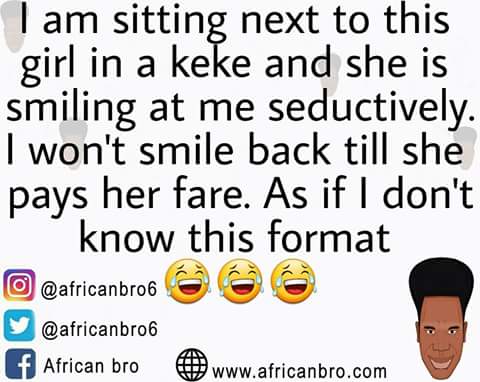 I am sitting next to this
girl in a keke and she is
smiling at me seductively.
I won't smile back till she
pays her fare. As if I don't
know this format
@africanbro6 😂😂😂
@africanbro6
African bro www.africanbro.com